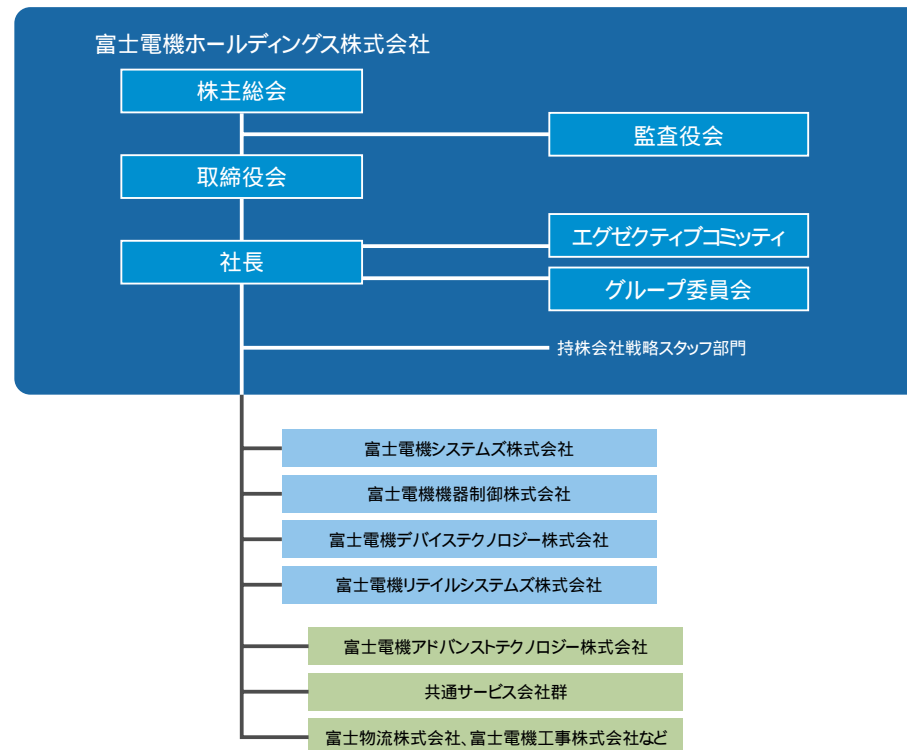 富士電機ホールディングス株式会社
株主総会
監査役会
取締役会
エグゼクティブコミッティ
社長
グループ委員会
持株会社戦略スタッフ部門
富士電機システムズ株式会社
富士電機機器制御株式会社
富士電機デバイステクノロジー株式会社
富士電機リテイルシステムズ株式会社
富士電機アドバンストテクノロジー株式会社
共通サービス会社群
富士物流株式会社、富士電機工事株式会社など